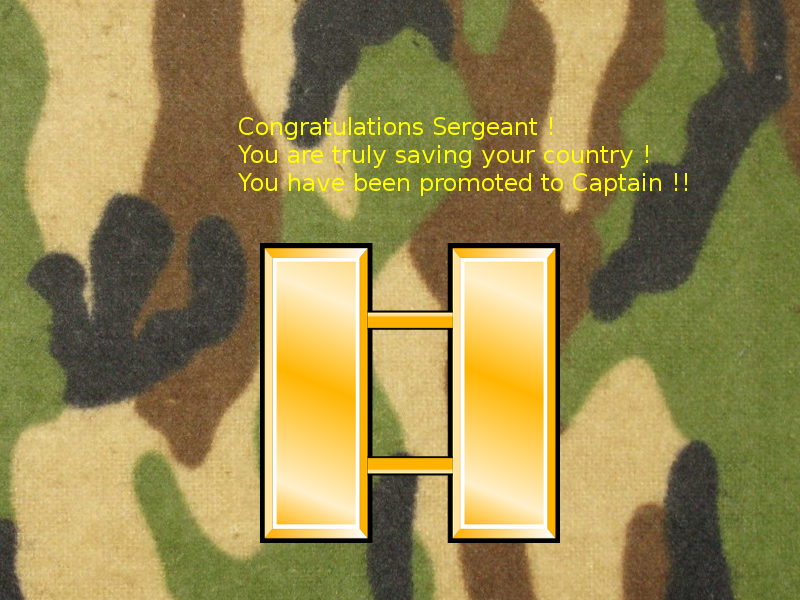 Congratulations Sergeant !
You are truly saving your country !
You have been promoted to Captain !!